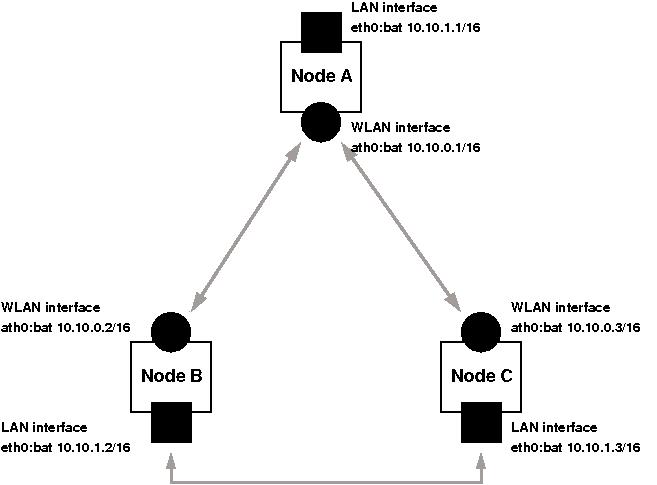 LAN interface
eth0:bat 10.10.1.1/16
Node A
WLAN interface
ath0:bat 10.10.0.1/16
WLAN interface
ath0:bat 10.10.0.2/16
Node B
LAN interface
eth0:bat 10.10.1.2/16
WLAN interface
ath0:bat 10.10.0.3/16
Node C
LAN interface
eth0:bat 10.10.1.3/16